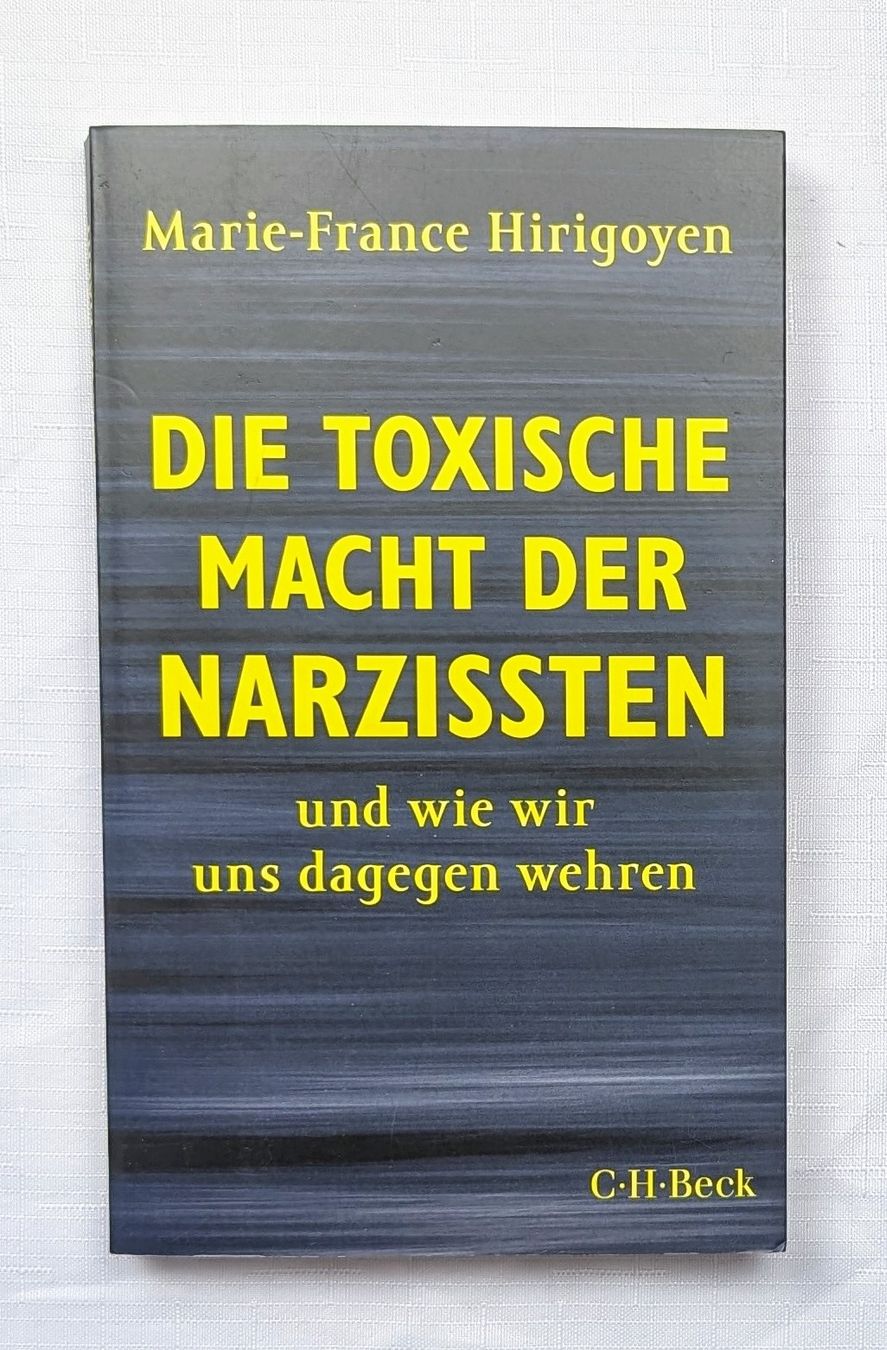 Marie-France Hirigoyen
DIE TOXISCHE
MACHT DER
NARZISSTEN
und wie wir
uns dagegen wehren
C·H·Beck